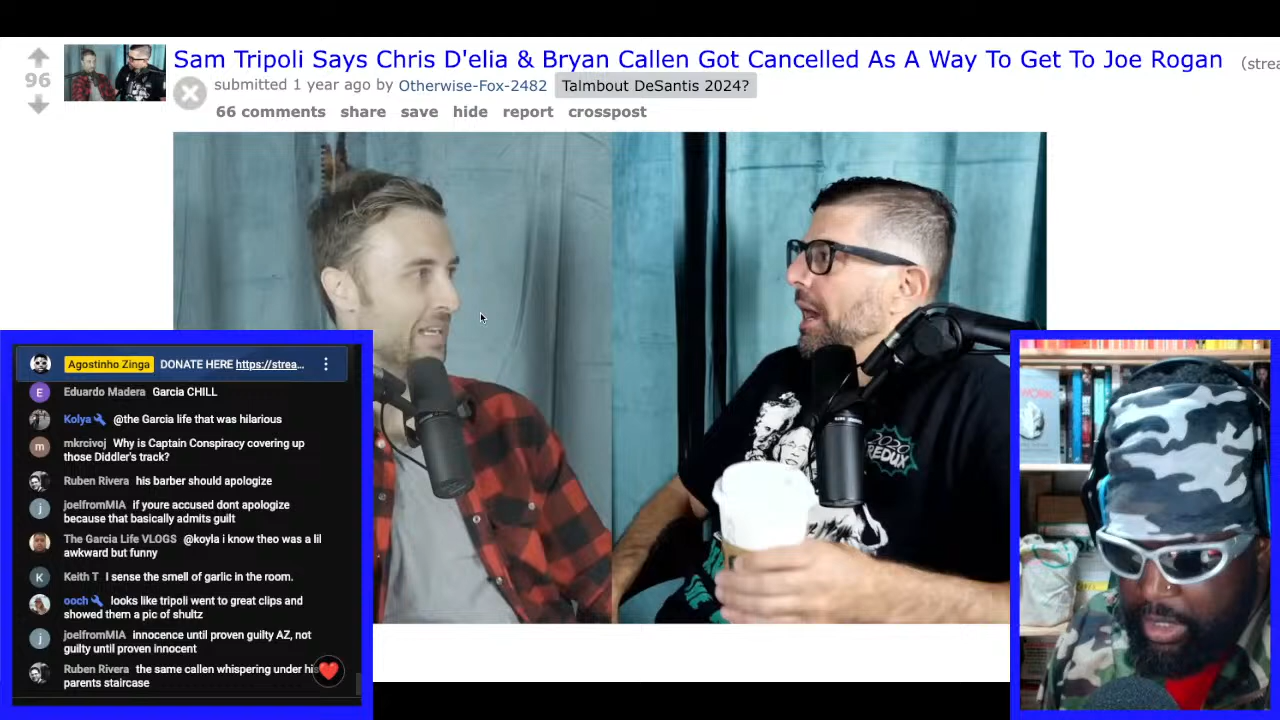 Sam Tripoli Says Chris D'elia & Bryan Callen Got Cancelled As A Way To Get To Joe Rogan (strea
96
submitted 1 year ago by Otherwise-Fox-2482 Talmbout DeSantis 2024?
66 comments share save hide report crosspost
2020
REDUX
Agostinho Zinga DONATE HERE https://strea...
E Eduardo Madera Garcia CHILL
Kolya @the Garcia life that was hilarious
m mkrcivoj Why is Captain Conspiracy covering up
those Diddler's track?
Ruben Rivera his barber should apologize
j joelfromMIA if youre accused dont apologize
because that basically admits guilt
The Garcia Life VLOGS @koyla i know theo was a lil
awkward but funny
K Keith T I sense the smell of garlic in the room.
ooch looks like tripoli went to great clips and
showed them a pic of shultz
j joelfromMIA innocence until proven guilty AZ, not
guilty until proven innocent
Ruben Rivera the same callen whispering under his
parents staircase